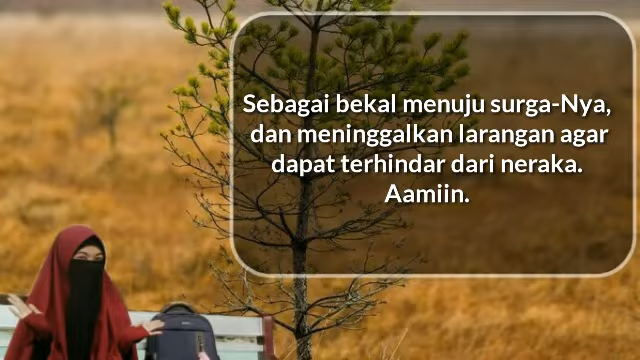 Sebagai bekal menuju surga-Nya,
dan meninggalkan larangan agar
dapat terhindar dari neraka.
Aamiin.